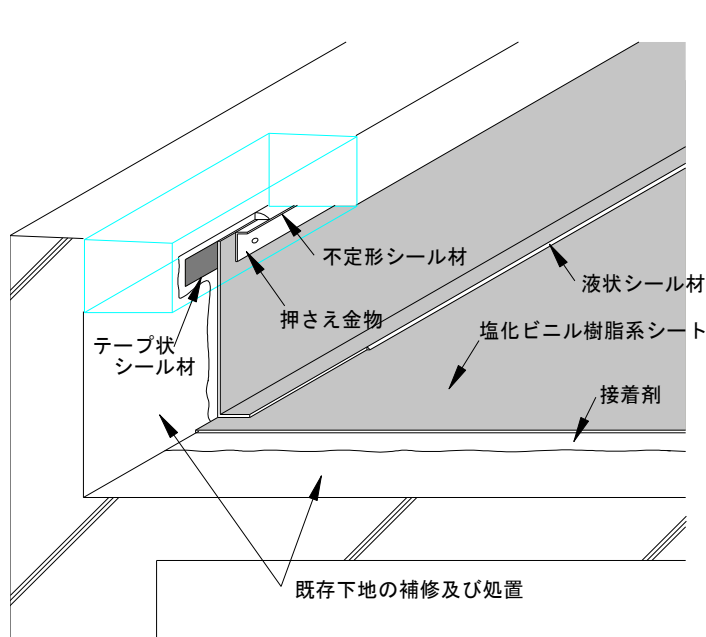 不定形シール材
液状シール材
押さえ金物
塩化ビニル樹脂系シート
テープ状
シール材
接着剤
既存下地の補修及び処置